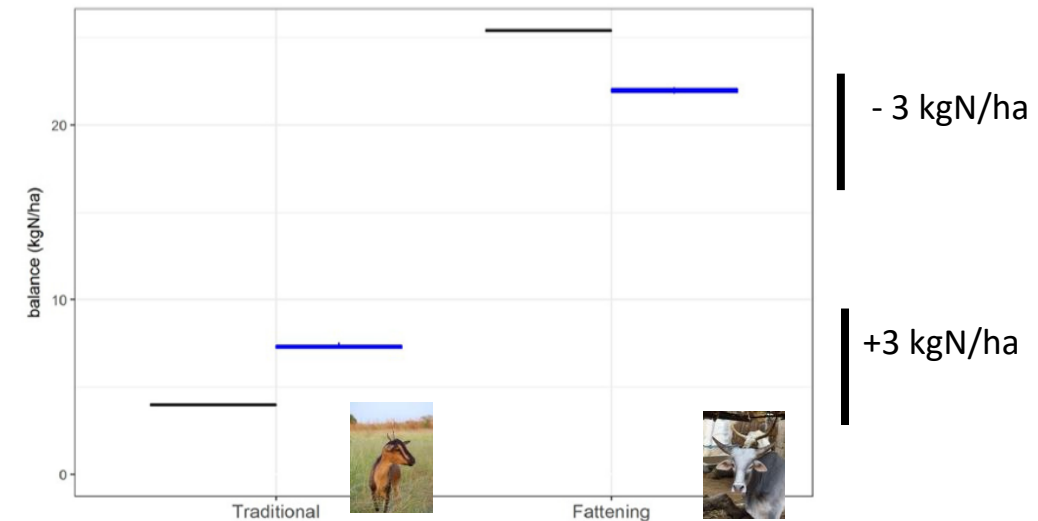 balance (kgN/ha)
20
10
0
Traditional
Fattening
- 3 kgN/ha
+3 kgN/ha